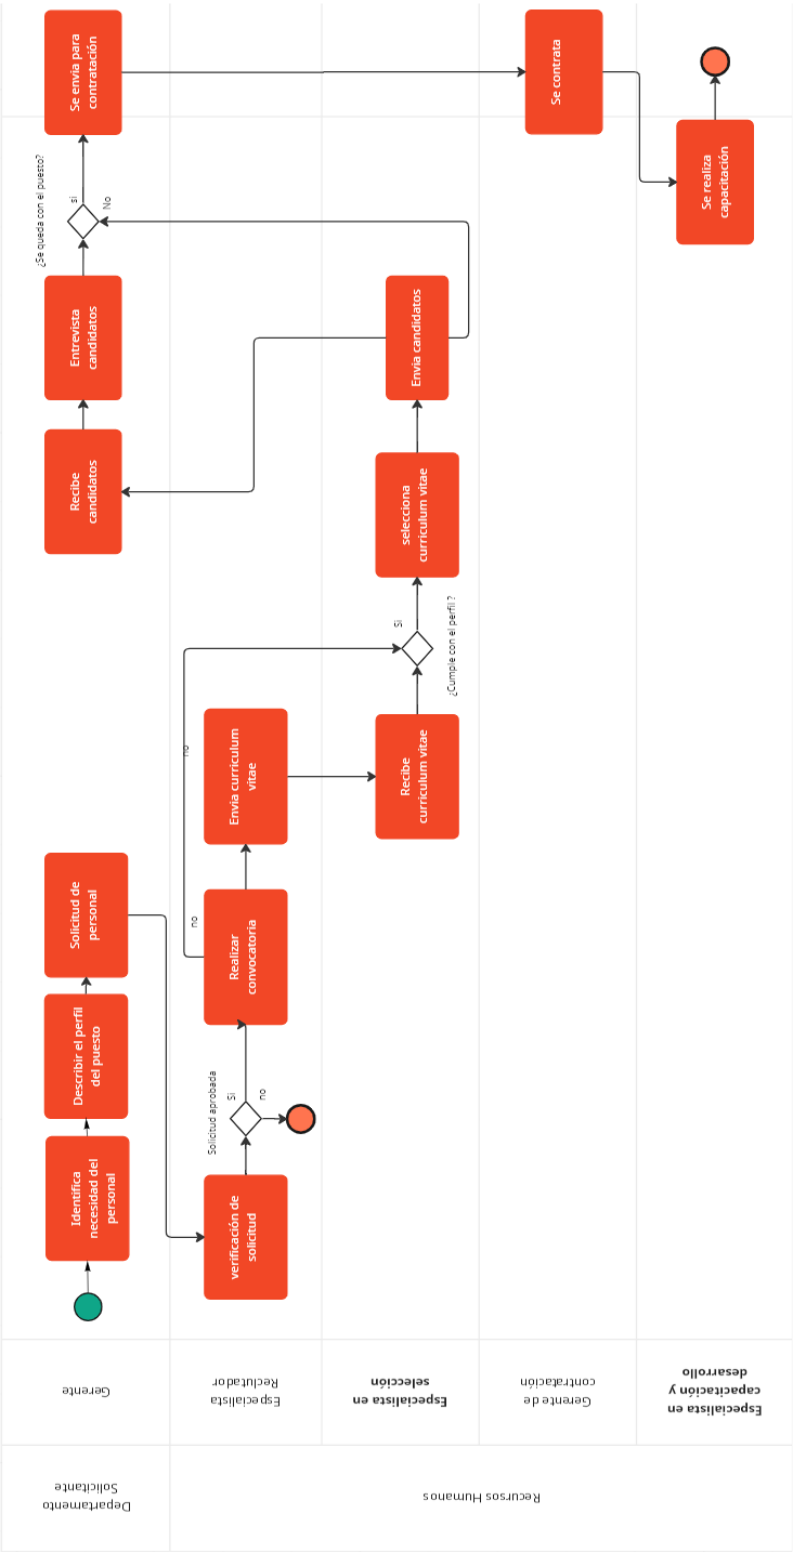 Departamento
Solicitante
Gerente
Identifica
necesidad del
personal
Describir el perfil
del puesto
Solicitud de
personal
Recibe
candidatos
Entrevista
candidatos
¿Se queda con el puesto?
si
No
Se envia para
contratación
Recursos Humanos
Especialista
Reclutador
verificación de
solicitud
Solicitud aprobada
Si
no
Realizar
convocatoria
no
no
Envia curriculum
vitae
Especialista en
selección
Recibe
curriculum vitae
¿Cumple con el perfil ?
Si
selecciona
curriculum vitae
Envia candidatos
Gerente de
contratación
Se contrata
Especialista en
capacitación y
desarrollo
Se realiza
capacitación